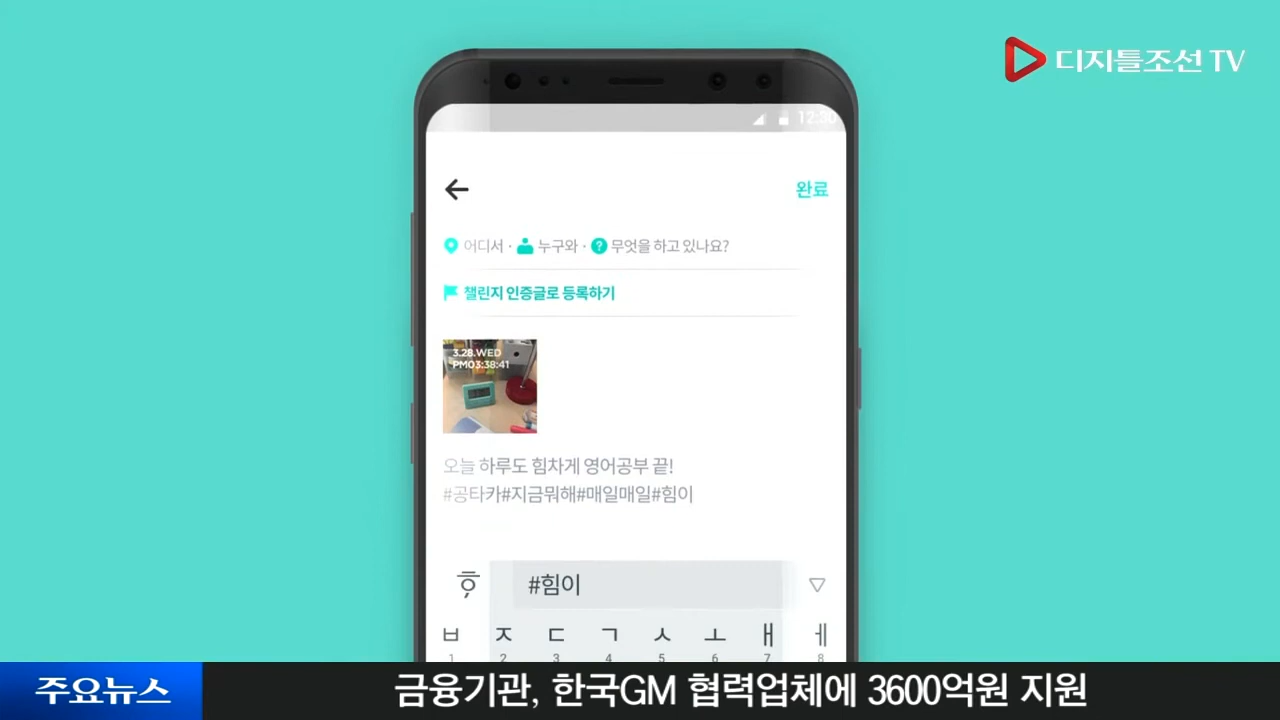 디지틀조선 TV
12:30
완료
어디서 · 누구와 · ? 무엇을 하고 있나요?
챌린지 인증글로 등록하기
3.28.WED
PM03:38:41
오늘 하루도 힘차게 영어공부 끝!
#공타카#지금뭐해#매일매일#힘이
ㅎ #힘이
ㅂ ㅈ ㄷ ㄱ ㅅ ㅗ ㅐ ㅔ
1 2 3 4 5 6 7 8
주요뉴스 금융기관, 한국GM 협력업체에 3600억원 지원